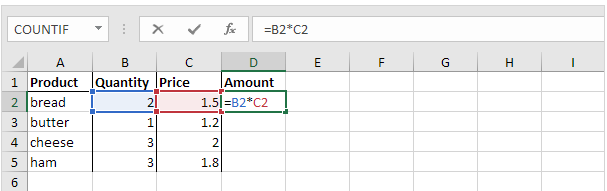 COUNTIF fx =B2*C2
A B C D E F G H I
1 Product Quantity Price Amount
2 bread 2 1.5 =B2*C2
3 butter 1 1.2
4 cheese 3 2
5 ham 3 1.8
6